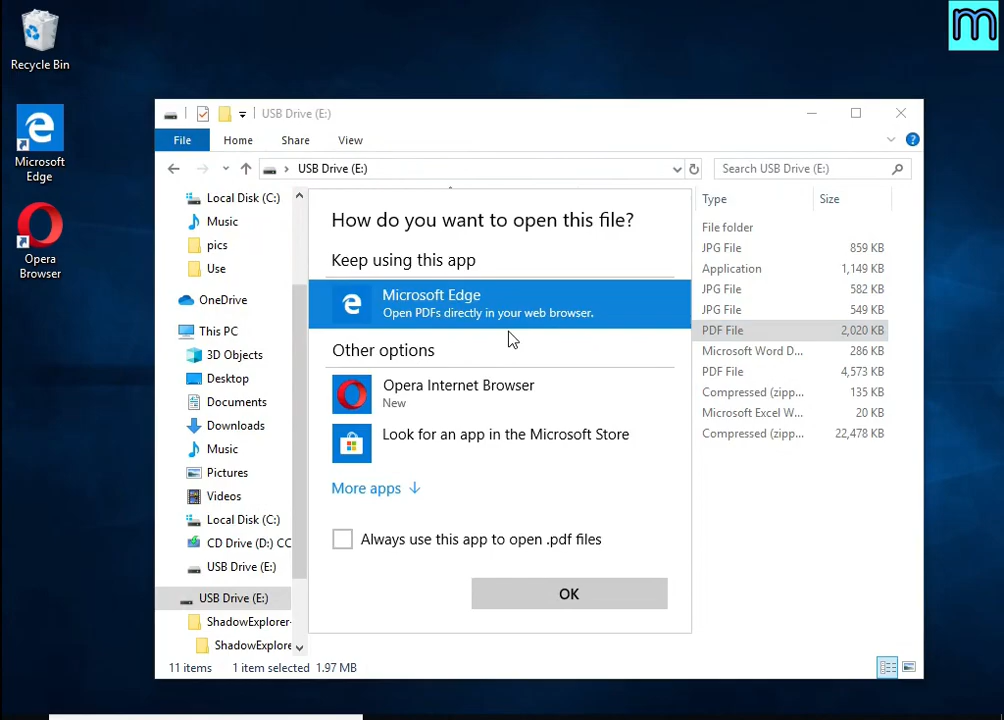 m
Recycle Bin
Microsoft
Edge
Opera
Browser
USB Drive (E:)
File
Home
Share
View
USB Drive (E:)
Search USB Drive (E:)
Local Disk (C:)
Music
pics
Use
OneDrive
This PC
3D Objects
Desktop
Documents
Downloads
Music
Pictures
Videos
Local Disk (C:)
CD Drive (D:) CC
USB Drive (E:)
USB Drive (E:)
ShadowExplorer-
ShadowExplore
How do you want to open this file?
Keep using this app
Microsoft Edge
Open PDFs directly in your web browser.
Other options
Opera Internet Browser
New
Look for an app in the Microsoft Store
More apps
Always use this app to open .pdf files
OK
Type Size
File folder
JPG File 859 KB
Application 1,149 KB
JPG File 582 KB
JPG File 549 KB
PDF File 2,020 KB
Microsoft Word D... 286 KB
PDF File 4,573 KB
Compressed (zipp... 135 KB
Microsoft Excel W... 20 KB
Compressed (zipp... 22,478 KB
11 items 1 item selected 1.97 MB